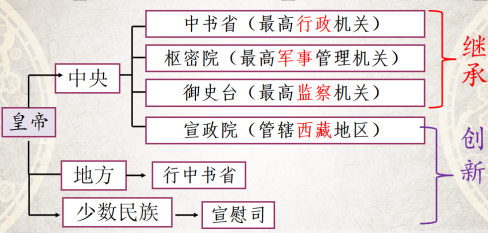 中书省（最高行政机关）
枢密院（最高军事管理机关）
御史台（最高监察机关）
宣政院（管辖西藏地区）
继承
创新
皇帝
中央
地方
行中书省
少数民族
宣慰司